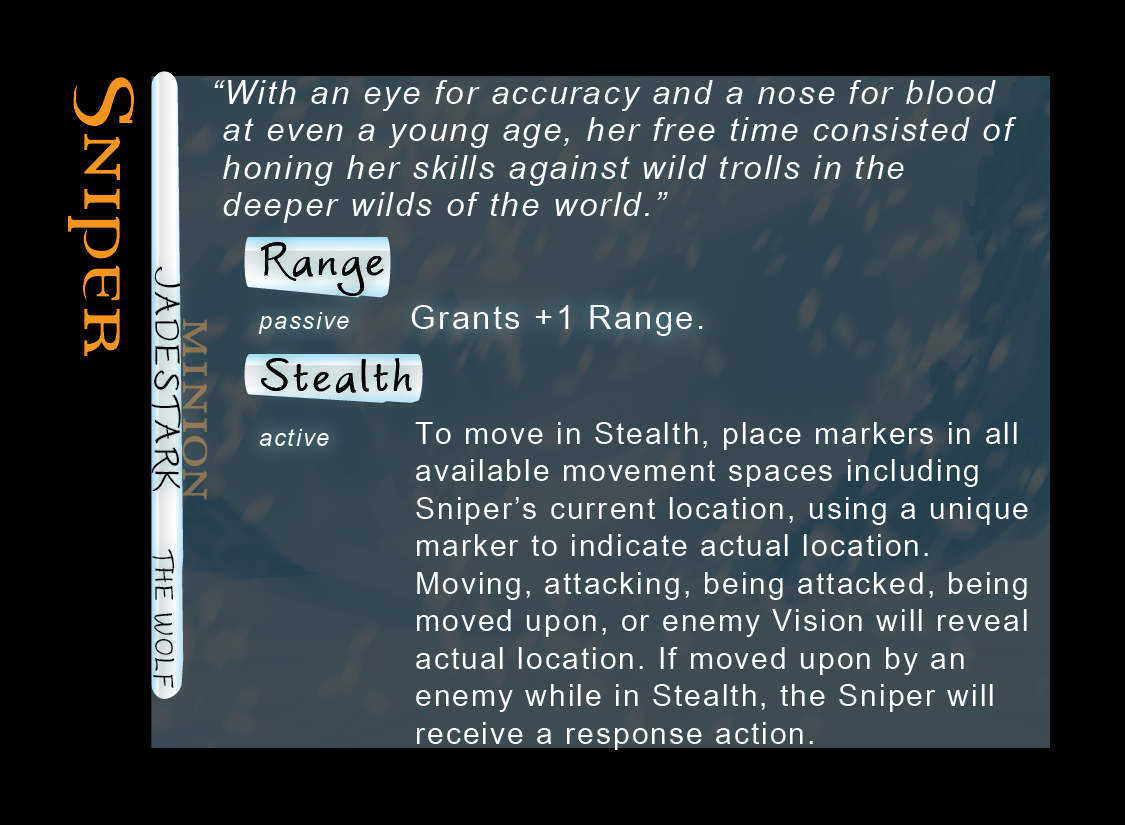 Sniper
JADESTARK THE WOLF
MINION
“With an eye for accuracy and a nose for blood
at even a young age, her free time consisted of
honing her skills against wild trolls in the
deeper wilds of the world.”
Range
passive Grants +1 Range.
Stealth
active To move in Stealth, place markers in all
available movement spaces including
Sniper’s current location, using a unique
marker to indicate actual location.
Moving, attacking, being attacked, being
moved upon, or enemy Vision will reveal
actual location. If moved upon by an
enemy while in Stealth, the Sniper will
receive a response action.